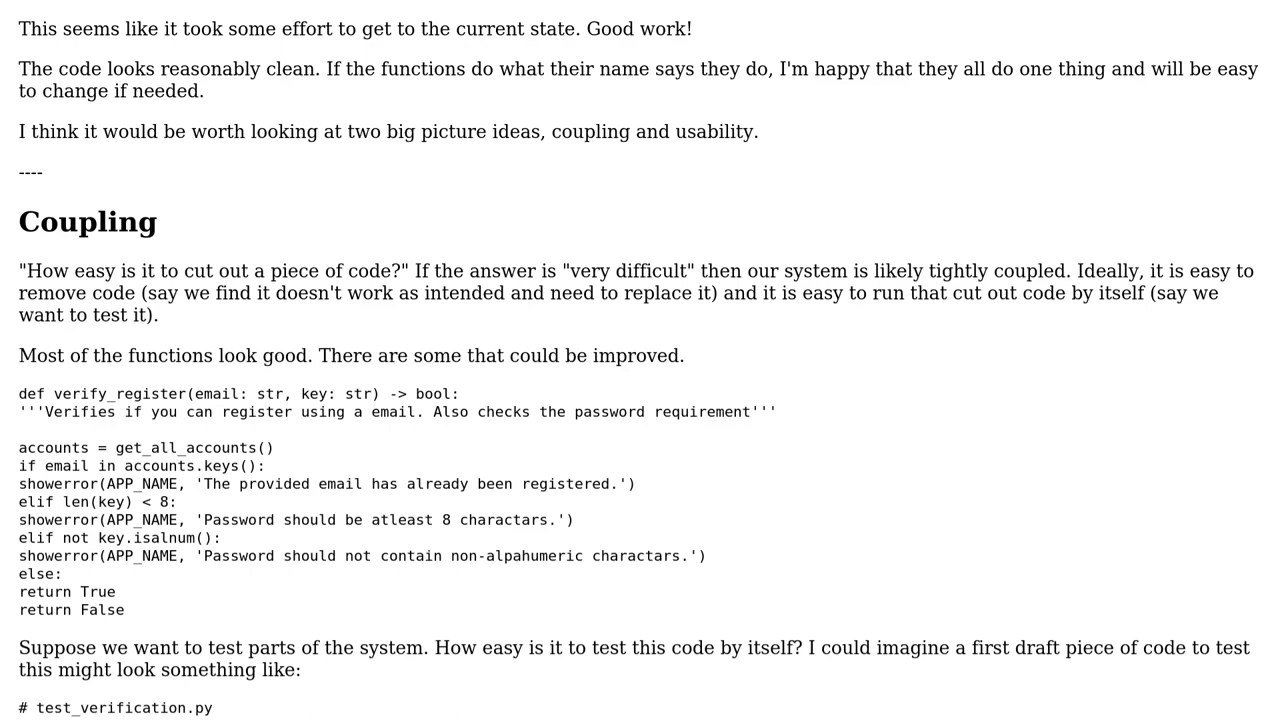 This seems like it took some effort to get to the current state. Good work!
The code looks reasonably clean. If the functions do what their name says they do, I'm happy that they all do one thing and will be easy
to change if needed.
I think it would be worth looking at two big picture ideas, coupling and usability.
----
Coupling
"How easy is it to cut out a piece of code?" If the answer is "very difficult" then our system is likely tightly coupled. Ideally, it is easy to
remove code (say we find it doesn't work as intended and need to replace it) and it is easy to run that cut out code by itself (say we
want to test it).
Most of the functions look good. There are some that could be improved.
def verify_register(email: str, key: str) -> bool:
'''Verifies if you can register using a email. Also checks the password requirement'''
accounts = get_all_accounts()
if email in accounts.keys():
showerror(APP_NAME, 'The provided email has already been registered.')
elif len(key) < 8:
showerror(APP_NAME, 'Password should be atleast 8 charactars.')
elif not key.isalnum():
showerror(APP_NAME, 'Password should not contain non-alpahumeric charactars.')
else:
return True
return False
Suppose we want to test parts of the system. How easy is it to test this code by itself? I could imagine a first draft piece of code to test
this might look something like:
# test_verification.py